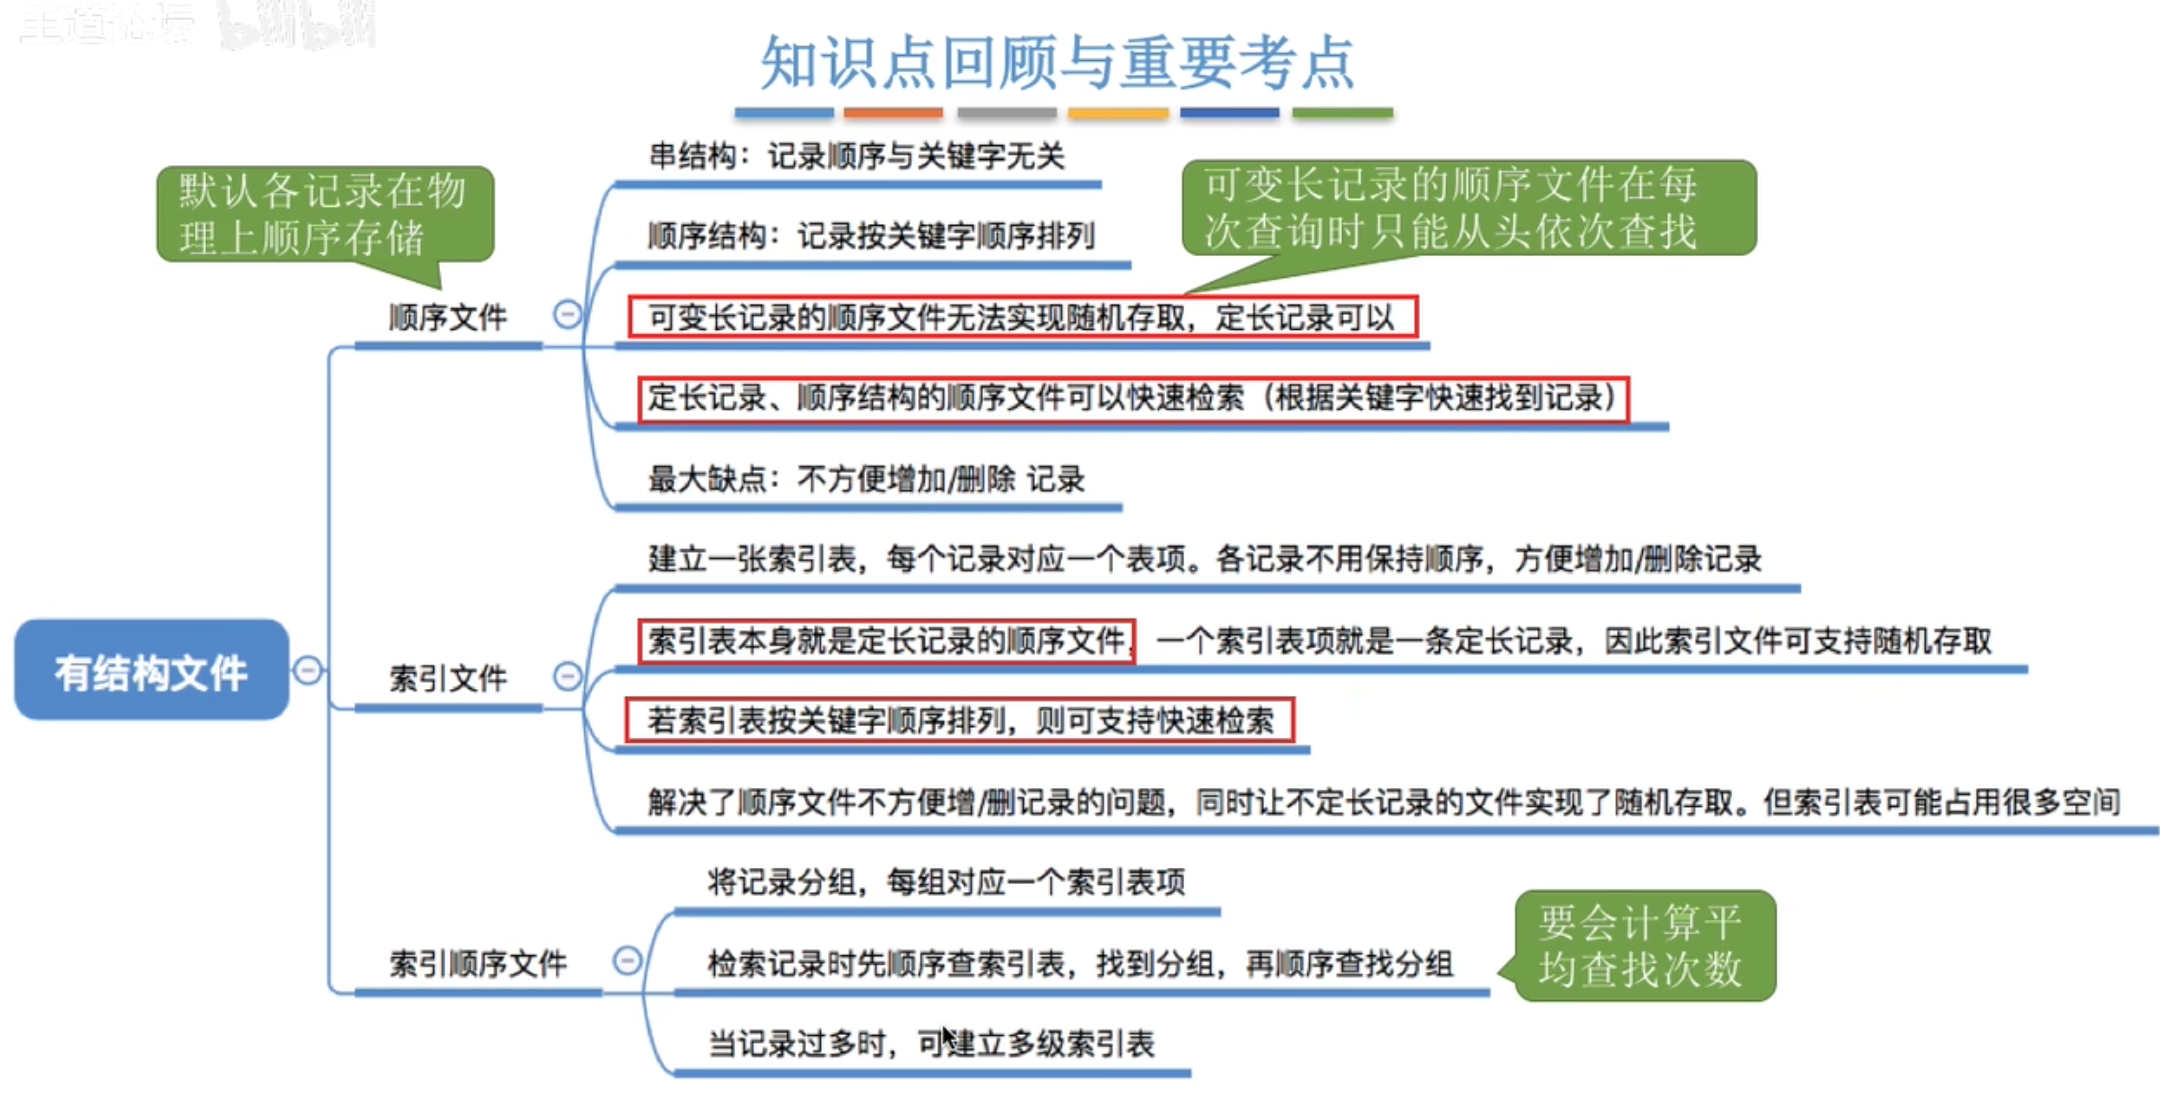 王道论坛 bilibili
知识点回顾与重要考点
默认各记录在物
理上顺序存储
串结构：记录顺序与关键字无关
可变长记录的顺序文件在每
次查询时只能从头依次查找
顺序结构：记录按关键字顺序排列
顺序文件
可变长记录的顺序文件无法实现随机存取，定长记录可以
定长记录、顺序结构的顺序文件可以快速检索（根据关键字快速找到记录）
最大缺点：不方便增加/删除 记录
建立一张索引表，每个记录对应一个表项。各记录不用保持顺序，方便增加/删除记录
有结构文件
索引文件
索引表本身就是定长记录的顺序文件，一个索引表项就是一条定长记录，因此索引文件可支持随机存取
若索引表按关键字顺序排列，则可支持快速检索
解决了顺序文件不方便增/删记录的问题，同时让不定长记录的文件实现了随机存取。但索引表可能占用很多空间
将记录分组，每组对应一个索引表项
索引顺序文件
检索记录时先顺序查索引表，找到分组，再顺序查找分组
要会计算平
均查找次数
当记录过多时，可建立多级索引表